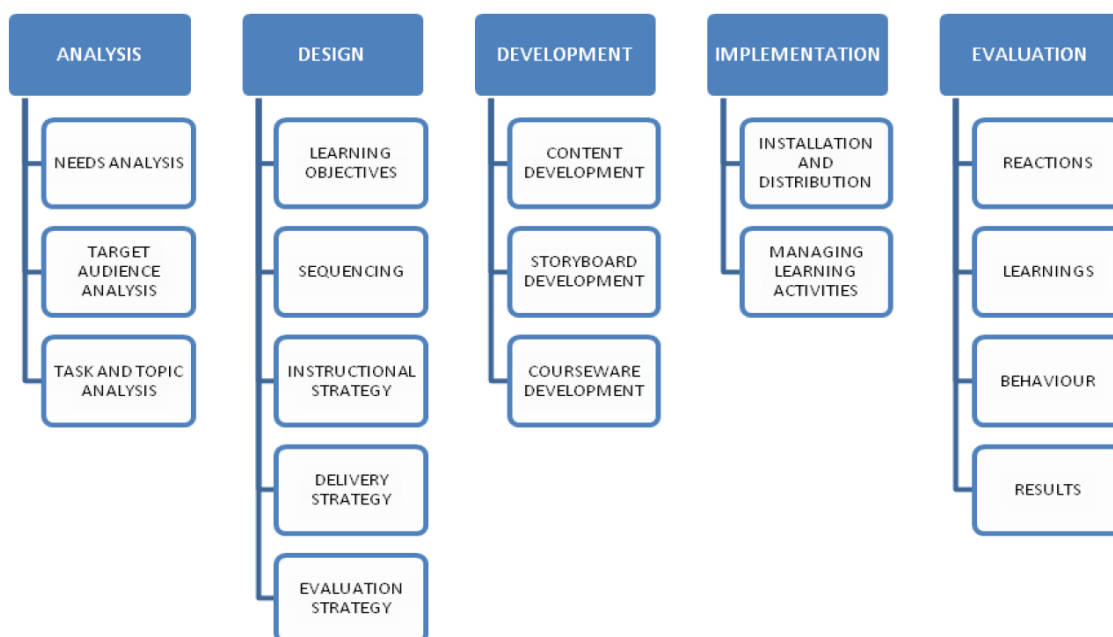 ANALYSIS
NEEDS ANALYSIS
TARGET
AUDIENCE
ANALYSIS
TASK AND TOPIC
ANALYSIS
DESIGN
LEARNING
OBJECTIVES
SEQUENCING
INSTRUCTIONAL
STRATEGY
DELIVERY
STRATEGY
EVALUATION
STRATEGY
DEVELOPMENT
CONTENT
DEVELOPMENT
STORYBOARD
DEVELOPMENT
COURSEWARE
DEVELOPMENT
IMPLEMENTATION
INSTALLATION
AND
DISTRIBUTION
MANAGING
LEARNING
ACTIVITIES
EVALUATION
REACTIONS
LEARNINGS
BEHAVIOUR
RESULTS